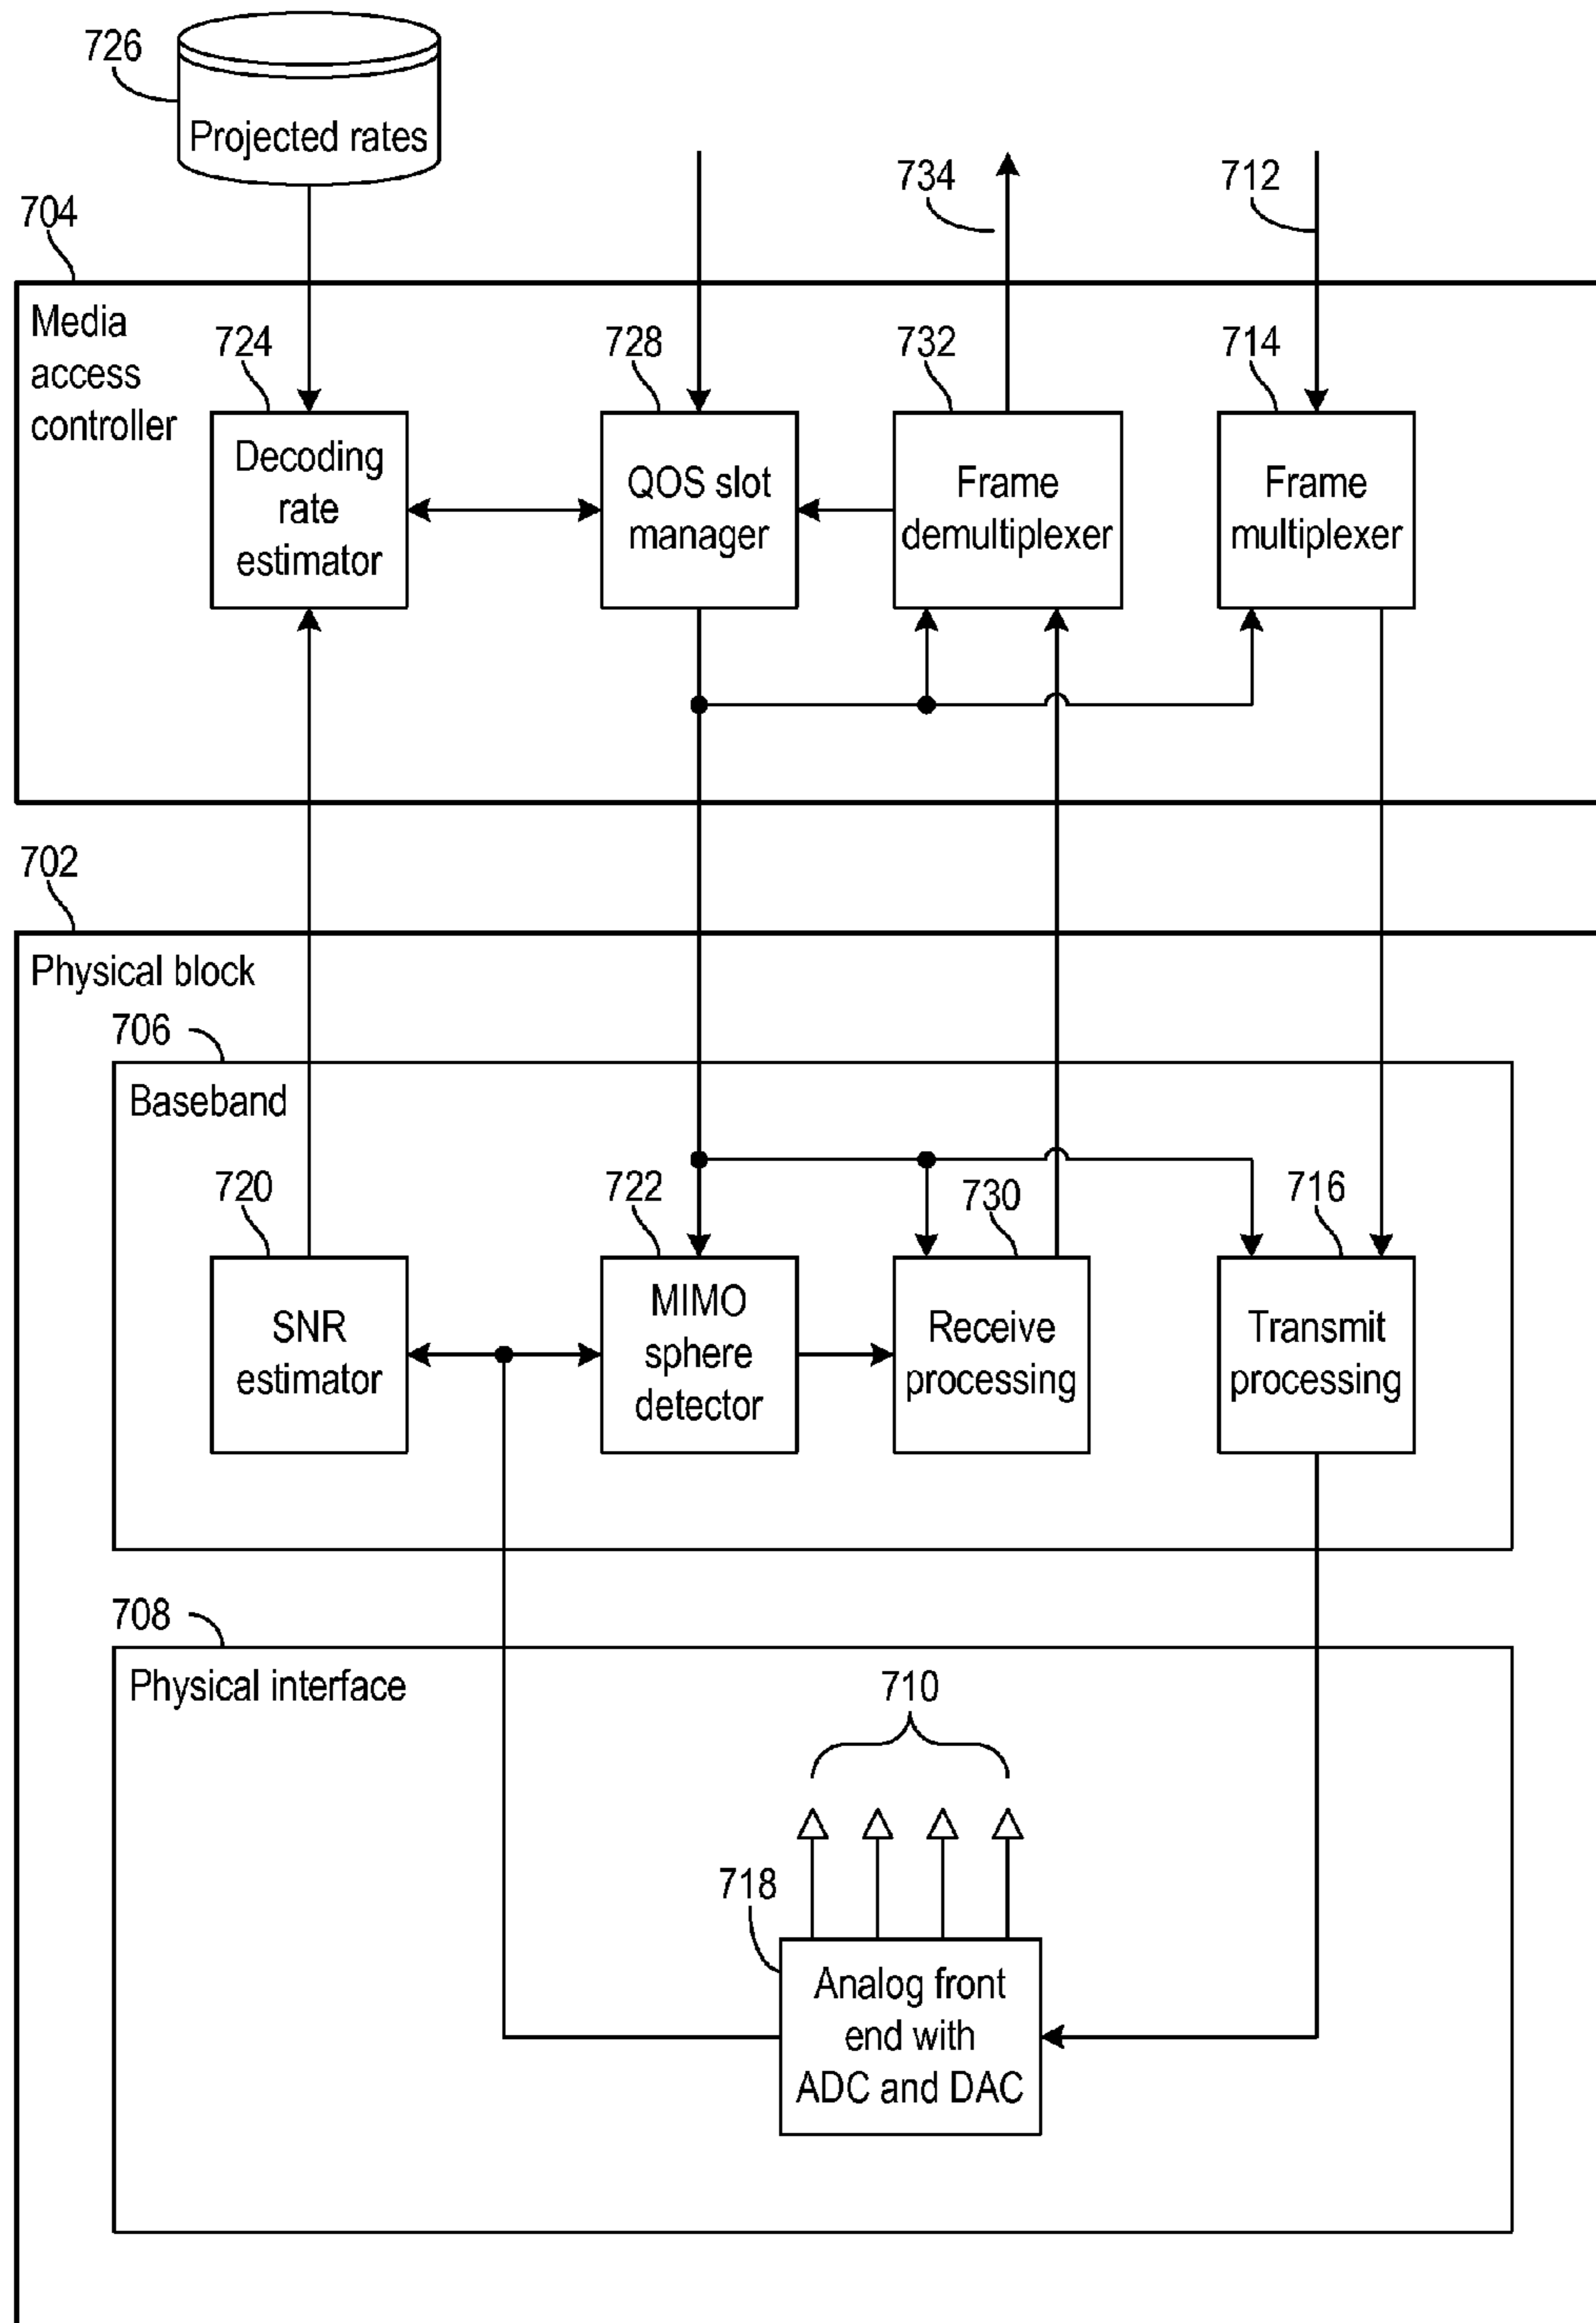 726
Projected rates
704
734
712
Media
access
controller
724
728
732
714
Decoding
rate
estimator
QOS slot
manager
Frame
demultiplexer
Frame
multiplexer
702
Physical block
706
Baseband
720
722
730
716
SNR
estimator
MIMO
sphere
detector
Receive
processing
Transmit
processing
708
Physical interface
710
718
Analog front
end with
ADC and DAC